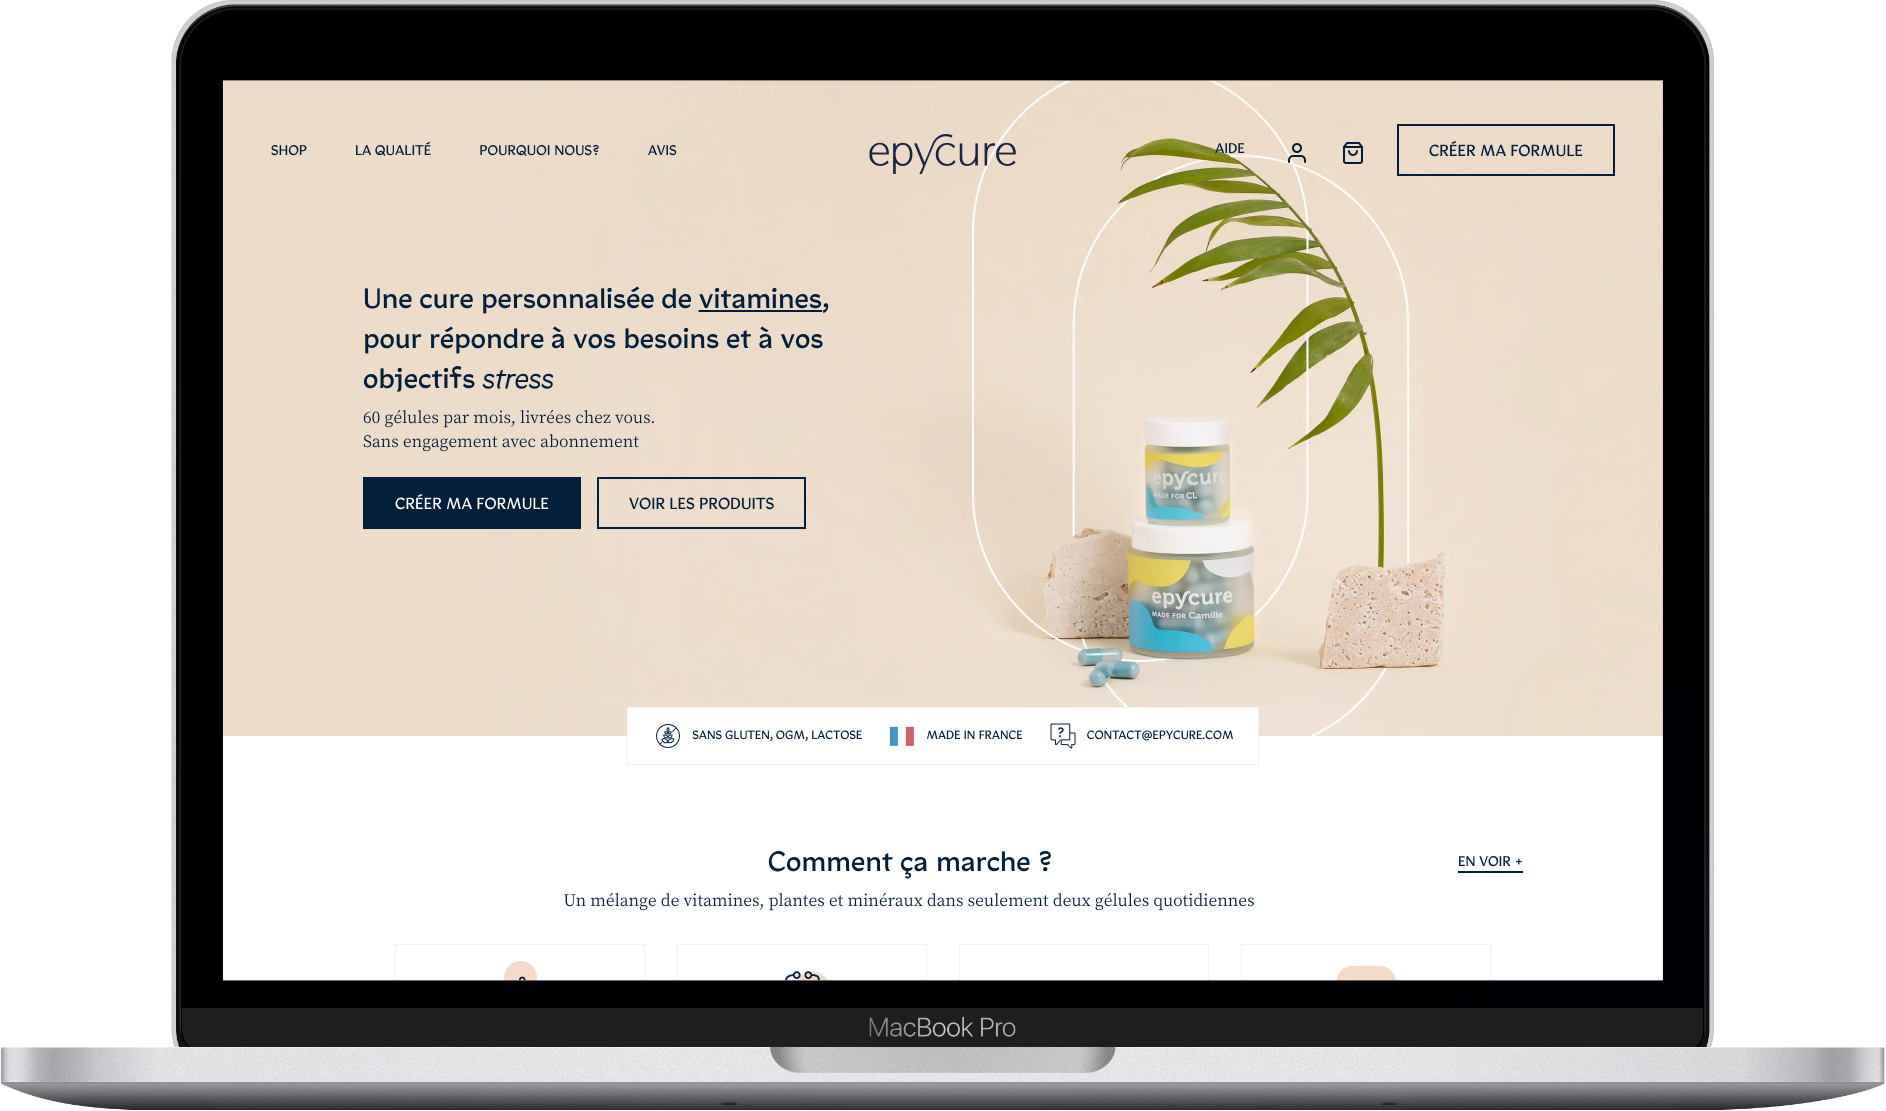 SHOP
LA QUALITÉ
POURQUOI NOUS?
AVIS
epycure
AIDE
CRÉER MA FORMULE
Une cure personnalisée de vitamines,
pour répondre à vos besoins et à vos
objectifs stress
60 gélules par mois, livrées chez vous.
Sans engagement avec abonnement
CRÉER MA FORMULE
VOIR LES PRODUITS
epycure
MADE FOR CL
epycure
MADE FOR Camille
SANS GLUTEN, OGM, LACTOSE
MADE IN FRANCE
CONTACT@EPYCURE.COM
Comment ça marche ?
EN VOIR +
Un mélange de vitamines, plantes et minéraux dans seulement deux gélules quotidiennes
MacBook Pro